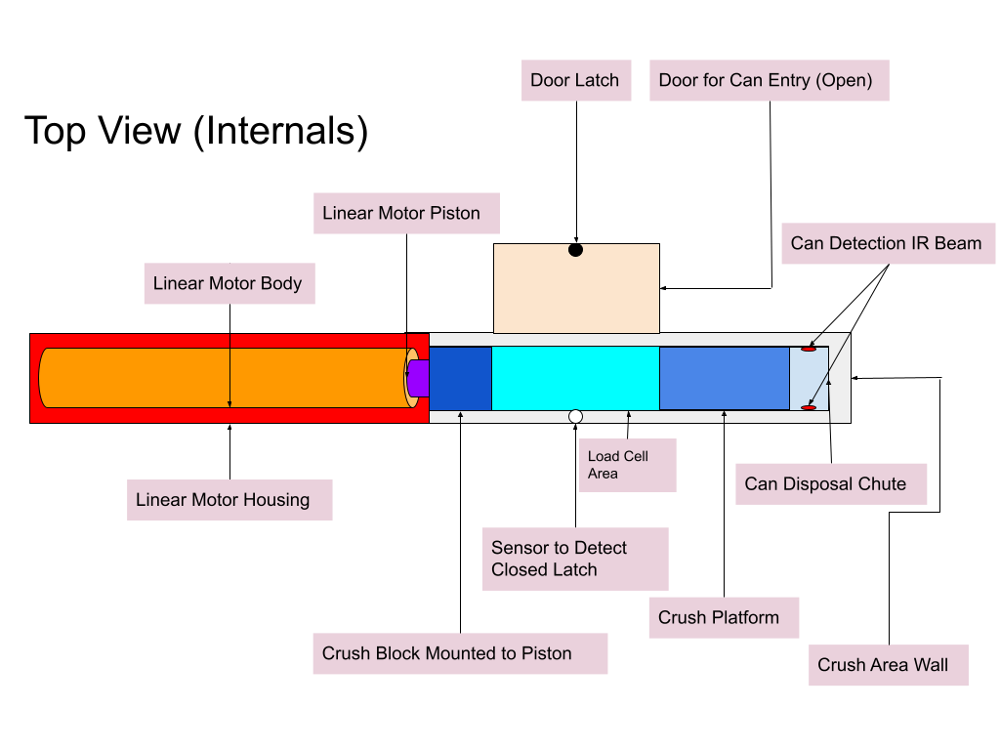 Door Latch
Door for Can Entry (Open)
Top View (Internals)
Linear Motor Piston
Can Detection IR Beam
Linear Motor Body
Load Cell
Area
Can Disposal Chute
Linear Motor Housing
Sensor to Detect
Closed Latch
Crush Platform
Crush Block Mounted to Piston
Crush Area Wall